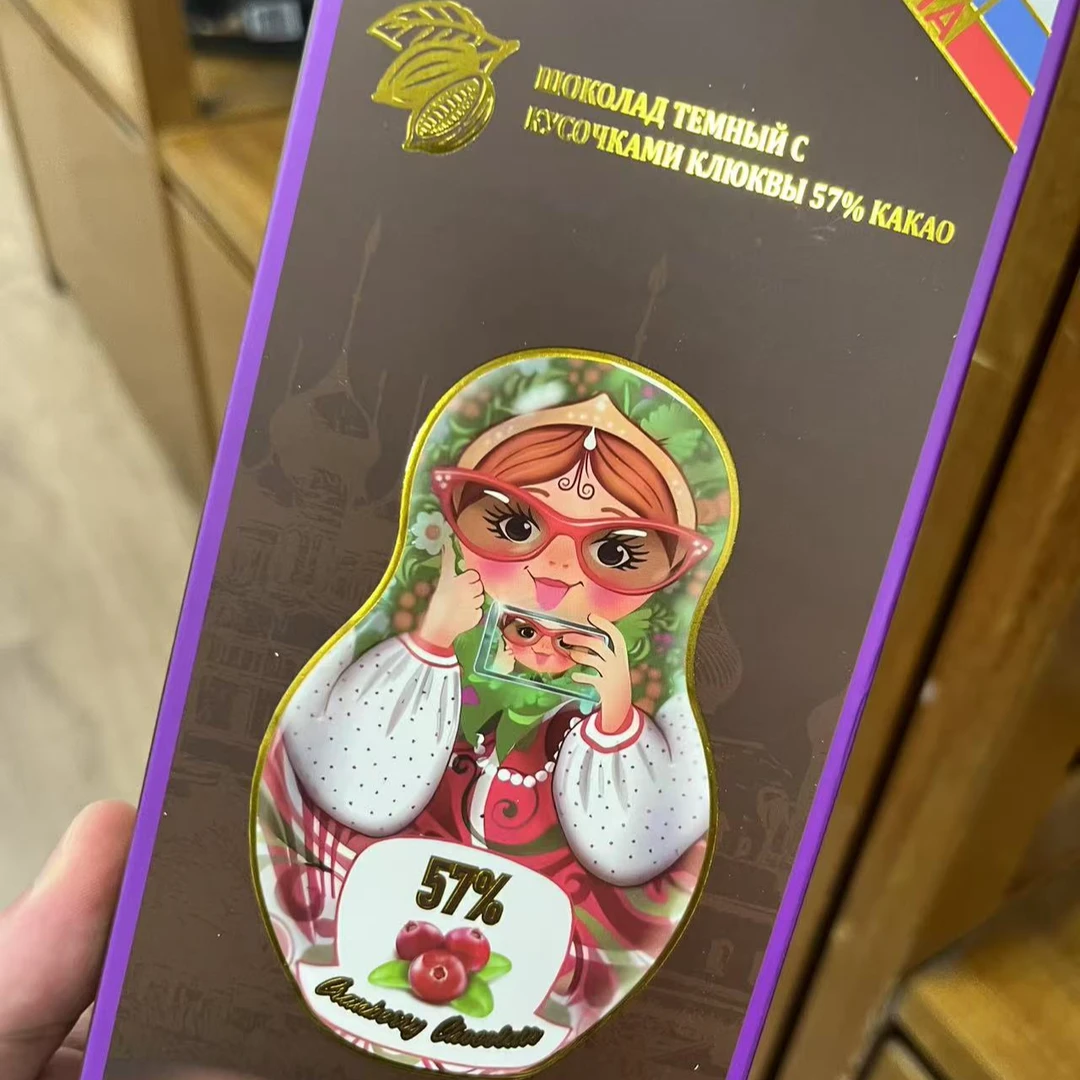 ШОКОЛАД ТЕМНЫЙ С
КУСОЧКАМИ КЛЮКВЫ 57% КАКАО
57%
Cranberry Chocolate